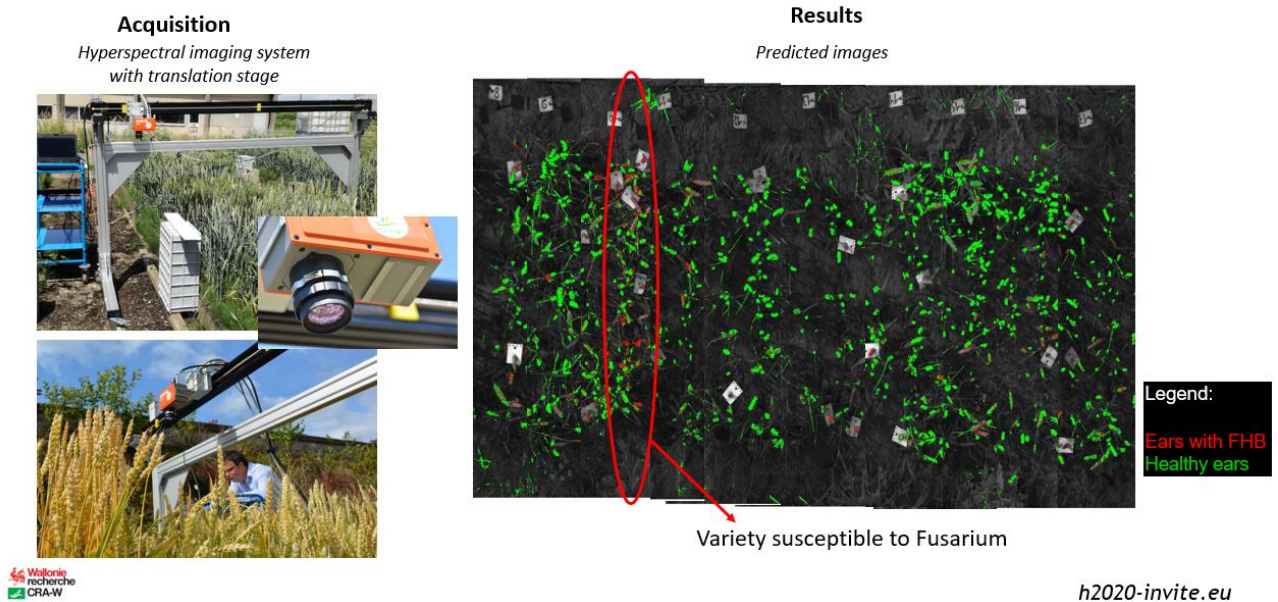 Acquisition
Hyperspectral imaging system
with translation stage
Results
Predicted images
Legend:
Ears with FHB
Healthy ears
Variety susceptible to Fusarium
Wallonie
recherche
CRA-W
h2020-invite.eu